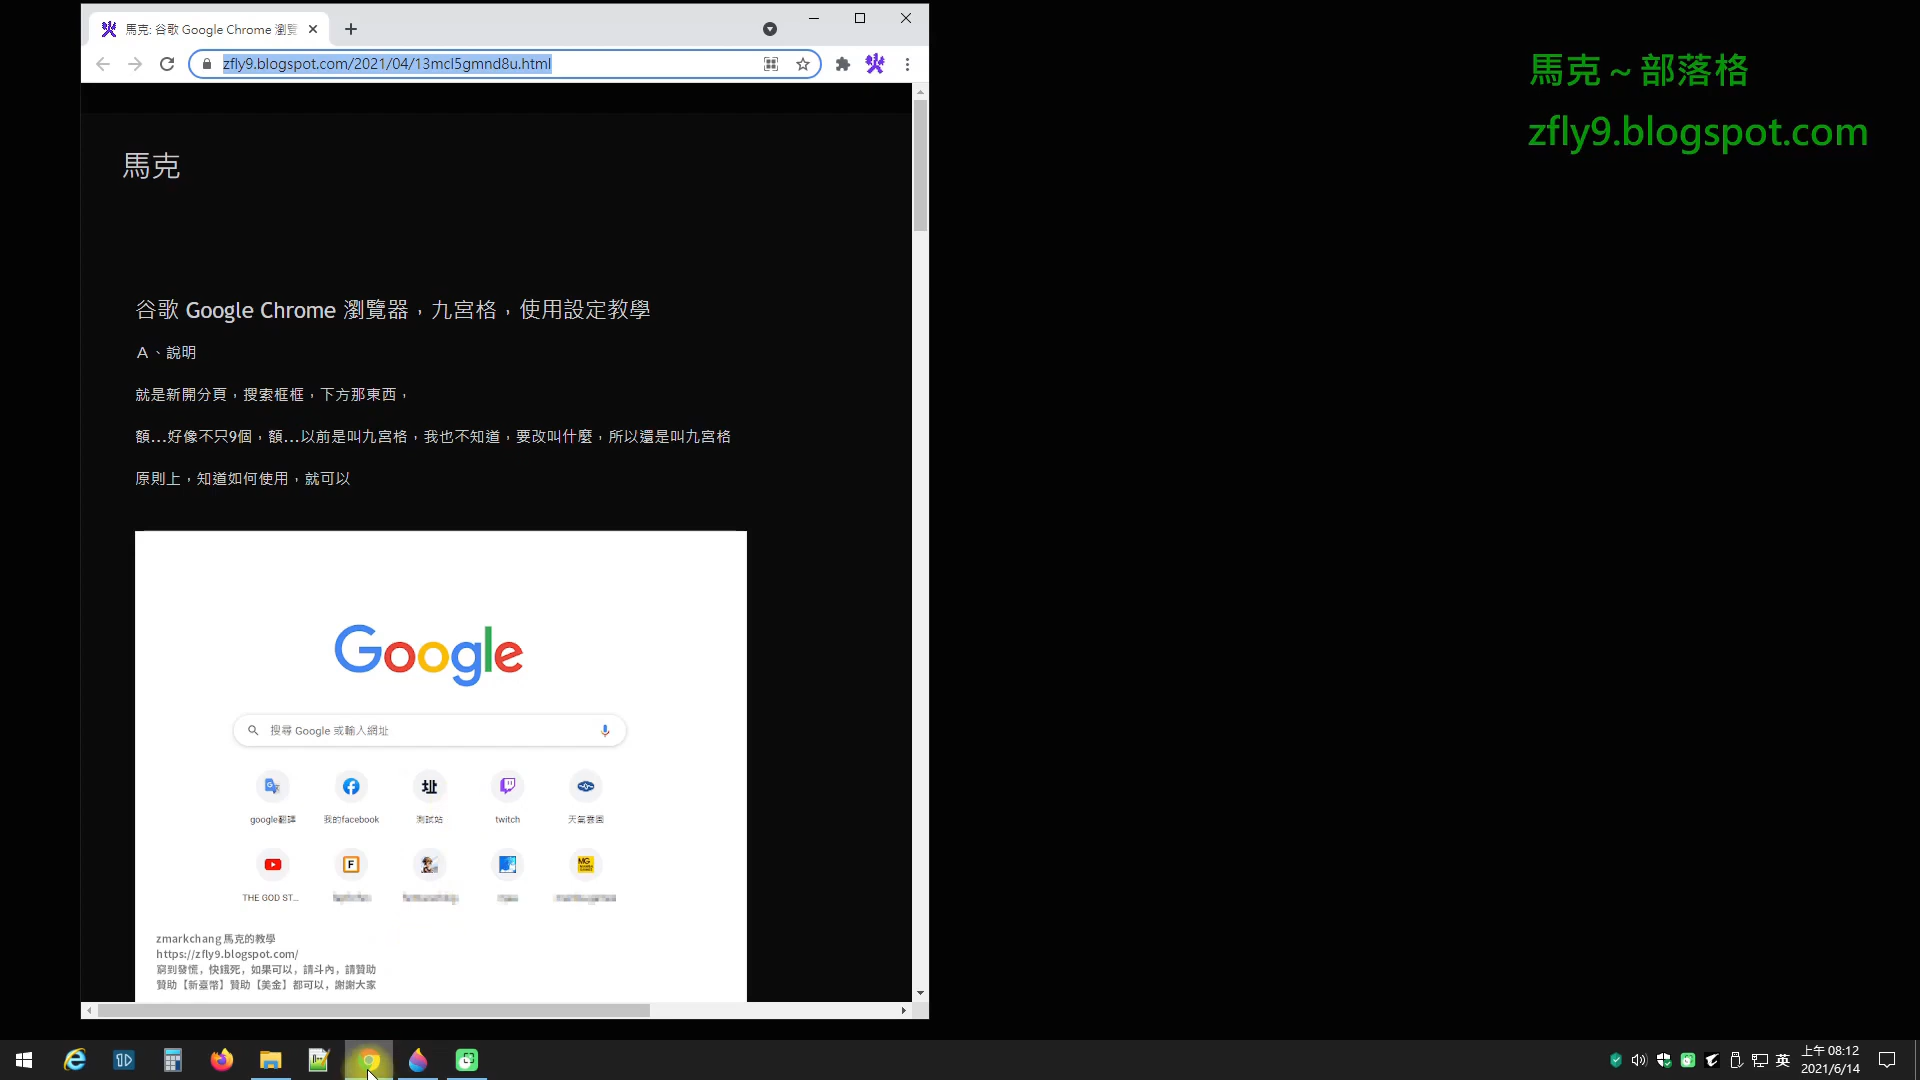 馬克: 谷歌 Google Chrome 瀏覽
zfly9.blogspot.com/2021/04/13mcl5gmnd8u.html
馬克～部落格
zfly9.blogspot.com
馬克
谷歌 Google Chrome 瀏覽器，九宮格，使用設定教學
Ａ、說明
就是新開分頁，搜索框框，下方那東西，
額…好像不只9個，額…以前是叫九宮格，我也不知道，要改叫什麼，所以還是叫九宮格
原則上，知道如何使用，就可以
Google
搜尋 Google 或輸入網址
址
google翻譯 我的facebook 測試站 twitch 天氣意圖
F MG
THE GOD ST...
zmarkchang 馬克的教學
https://zfly9.blogspot.com/
窮到發慌，快餓死，如果可以，請斗內，請贊助
贊助【新臺幣】贊助【美金】都可以，謝謝大家
英
上午 08:12
2021/6/14